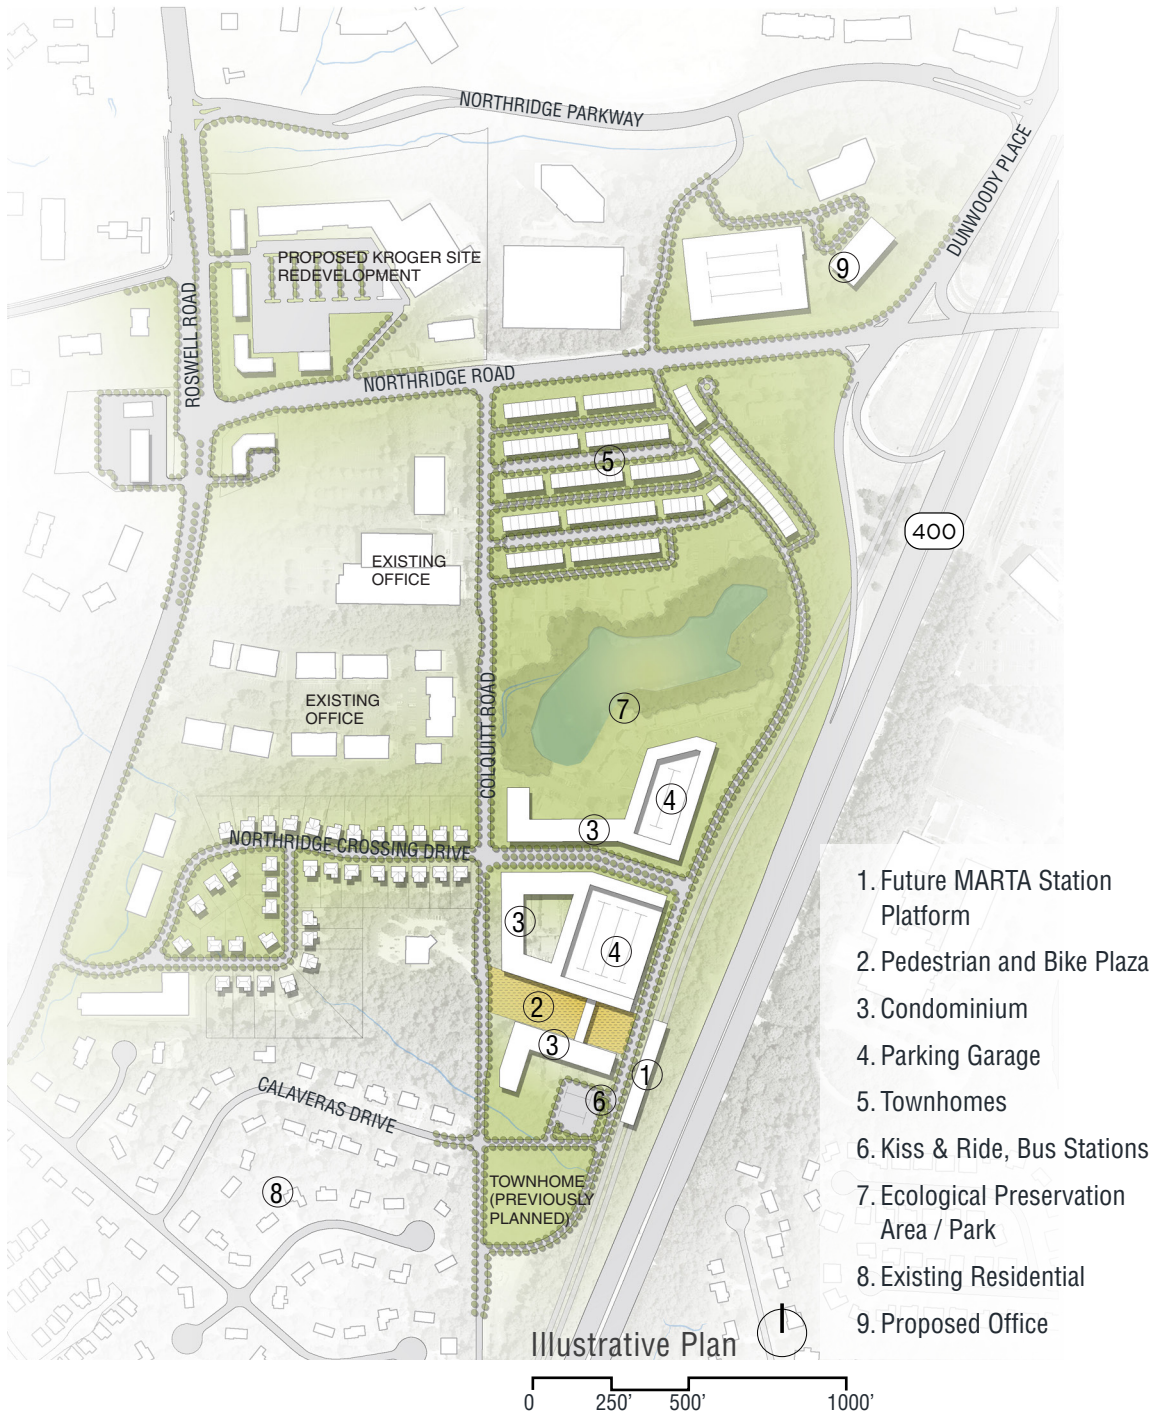 NORTHRIDGE PARKWAY
DUNWOODY PLACE
PROPOSED KROGER SITE
REDEVELOPMENT
9
ROSWELL ROAD
NORTHRIDGE ROAD
5
400
EXISTING
OFFICE
EXISTING
OFFICE
COLQUITT ROAD
7
4
3
NORTHRIDGE CROSSING DRIVE
3
4
2
3
1
6
CALAVERAS DRIVE
8
TOWNHOME
(PREVIOUSLY
PLANNED)
1. Future MARTA Station
Platform
2. Pedestrian and Bike Plaza
3. Condominium
4. Parking Garage
5. Townhomes
6. Kiss & Ride, Bus Stations
7. Ecological Preservation
Area / Park
8. Existing Residential
9. Proposed Office
Illustrative Plan
0 250’ 500’ 1000’